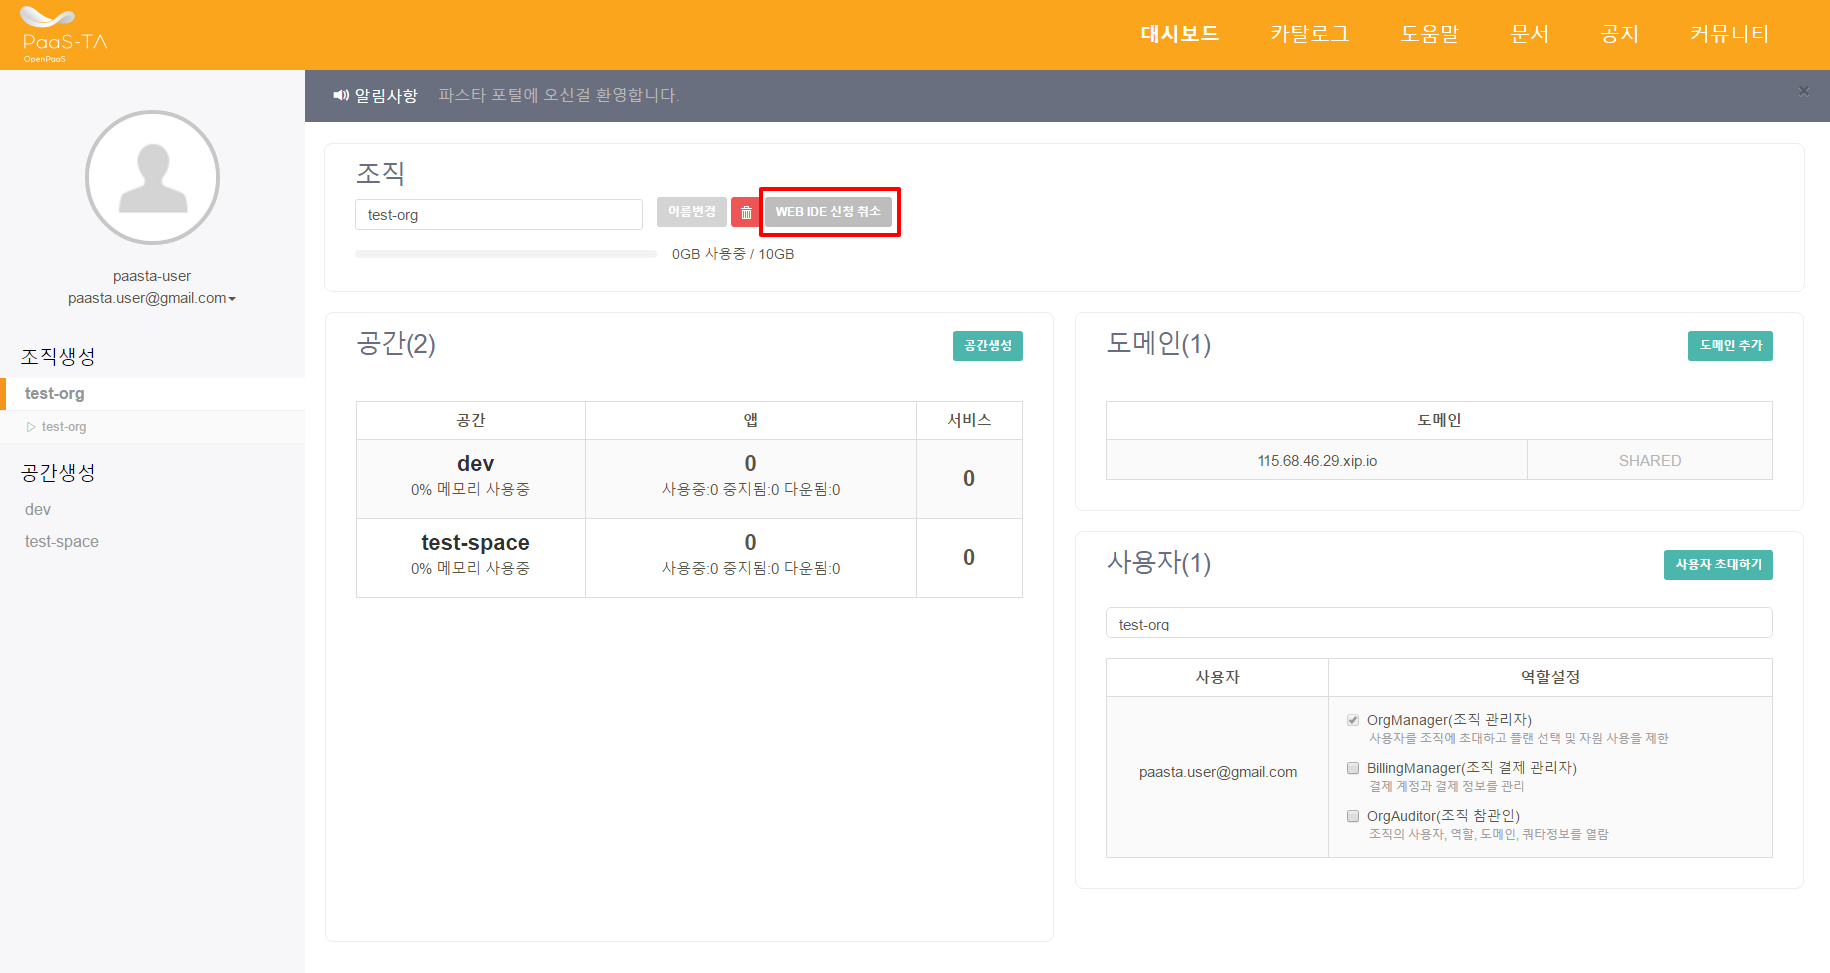 PaaS-TA
OpenPaaS
대시보드 카탈로그 도움말 문서 공지 커뮤니티
알림사항 파스타 포털에 오신걸 환영합니다.
×
paasta-user
paasta.user@gmail.com
조직생성
test-org
▷ test-org
공간생성
dev
test-space
조직
test-org 이름변경 WEB IDE 신청 취소
0GB 사용중 / 10GB
공간(2) 공간생성
공간 앱 서비스
dev 0 0
0% 메모리 사용중 사용중:0 중지됨:0 다운됨:0
test-space 0 0
0% 메모리 사용중 사용중:0 중지됨:0 다운됨:0
도메인(1) 도메인 추가
도메인
115.68.46.29.xip.io SHARED
사용자(1) 사용자 초대하기
test-org
사용자 역할설정
paasta.user@gmail.com
OrgManager(조직 관리자)
사용자를 조직에 초대하고 플랜 선택 및 자원 사용을 제한
BillingManager(조직 결제 관리자)
결제 계정과 결제 정보를 관리
OrgAuditor(조직 참관인)
조직의 사용자, 역할, 도메인, 쿼타정보를 열람